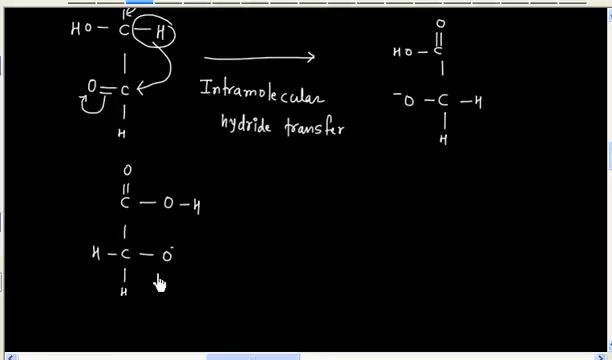 HO - C - H
O = C
H
Intramolecular
hydride transfer
O
HO - C
-O - C - H
H
O
C - O - H
H - C - O-
H